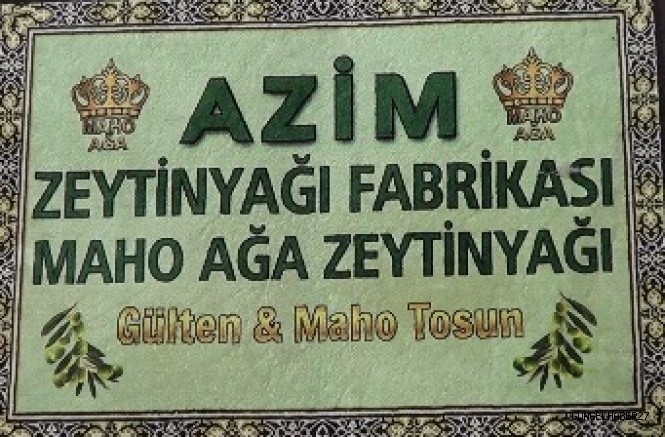 AZİM
MAHO
AĞA
MAHO
AĞA
ZEYTİNYAĞI FABRİKASI
MAHO AĞA ZEYTİNYAĞI
Gülten & Maho Tosun